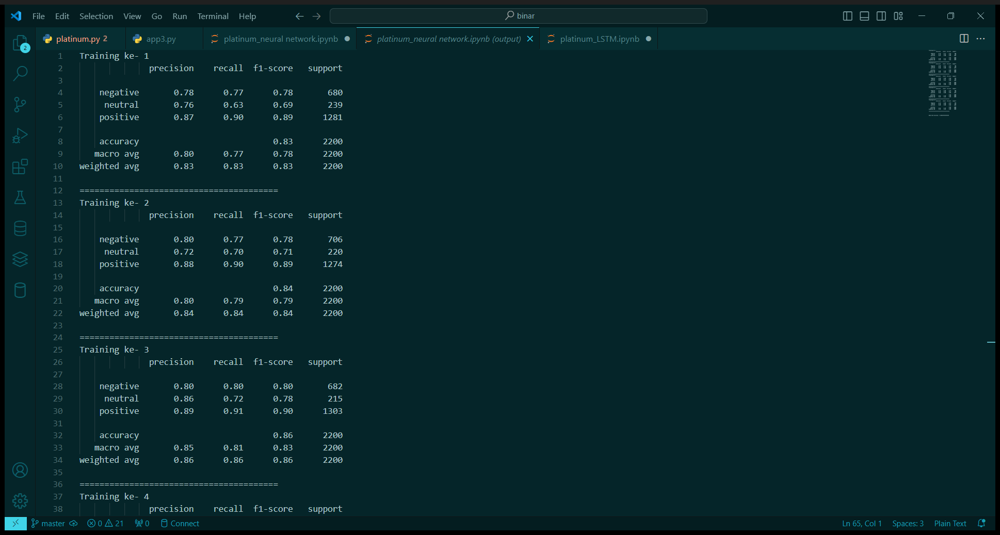 File Edit Selection View Go Run Terminal Help binar
platinum.py 2 app3.py platinum_neural network.ipynb platinum_neural network.ipynb (output) platinum_LSTM.ipynb
2
1 Training ke- 1
2 precision recall f1-score support
3
4 negative 0.78 0.77 0.78 680
5 neutral 0.76 0.63 0.69 239
6 positive 0.87 0.90 0.89 1281
7
8 accuracy 0.83 2200
9 macro avg 0.80 0.77 0.78 2200
10 weighted avg 0.83 0.83 0.83 2200
11
12 ========================================
13 Training ke- 2
14 precision recall f1-score support
15
16 negative 0.80 0.77 0.78 706
17 neutral 0.72 0.70 0.71 220
18 positive 0.88 0.90 0.89 1274
19
20 accuracy 0.84 2200
21 macro avg 0.80 0.79 0.79 2200
22 weighted avg 0.84 0.84 0.84 2200
23
24 ========================================
25 Training ke- 3
26 precision recall f1-score support
27
28 negative 0.80 0.80 0.80 682
29 neutral 0.86 0.72 0.78 215
30 positive 0.89 0.91 0.90 1303
31
32 accuracy 0.86 2200
33 macro avg 0.85 0.81 0.83 2200
34 weighted avg 0.86 0.86 0.86 2200
35
36 ========================================
37 Training ke- 4
38 precision recall f1-score support
master 0 21 0 Connect Ln 65, Col 1 Spaces: 3 Plain Text